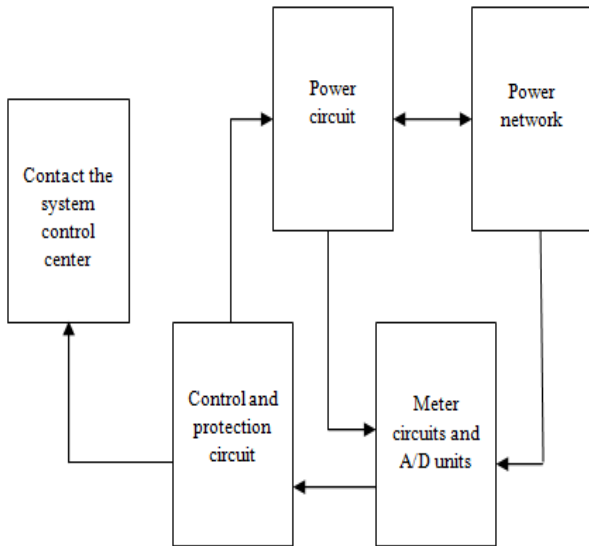 Power
circuit
Power
network
Contact the
system
control
center
Control and
protection
circuit
Meter
circuits and
A/D units